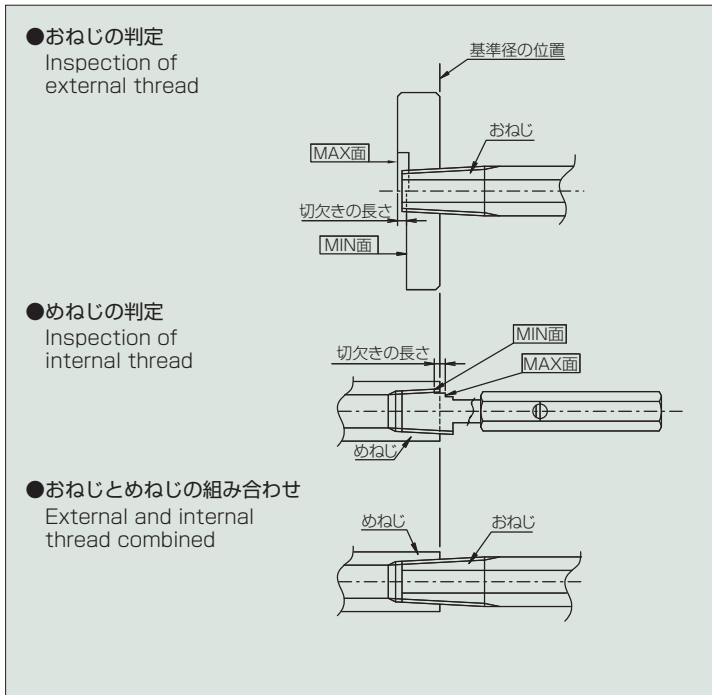 ●おねじの判定
Inspection of
external thread
基準径の位置
おねじ
MAX面
切欠きの長さ
MIN面
●めねじの判定
Inspection of
internal thread
切欠きの長さ
MIN面
MAX面
めねじ
●おねじとめねじの組み合わせ
External and internal
thread combined
めねじ
おねじ